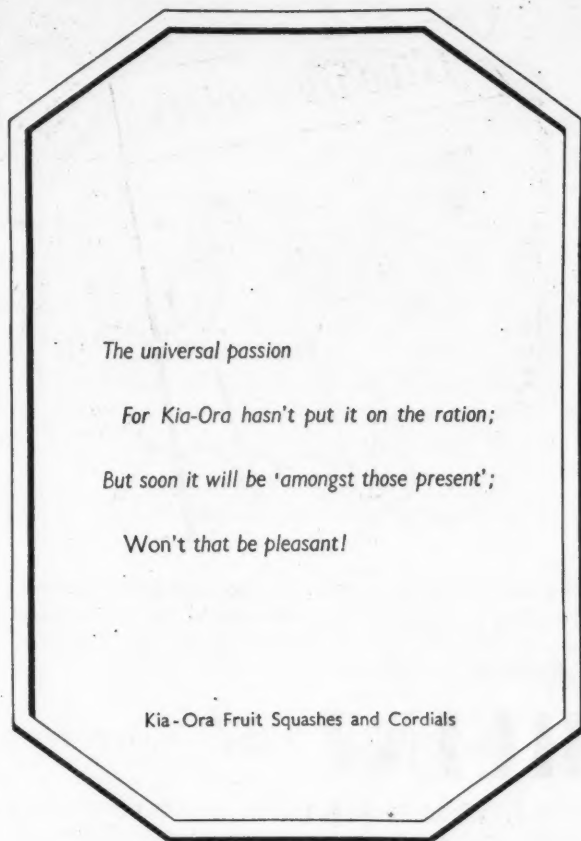 The universal passion
For Kia-Ora hasn't put it on the ration;
But soon it will be 'amongst those present';
Won't that be pleasant!
Kia-Ora Fruit Squashes and Cordials